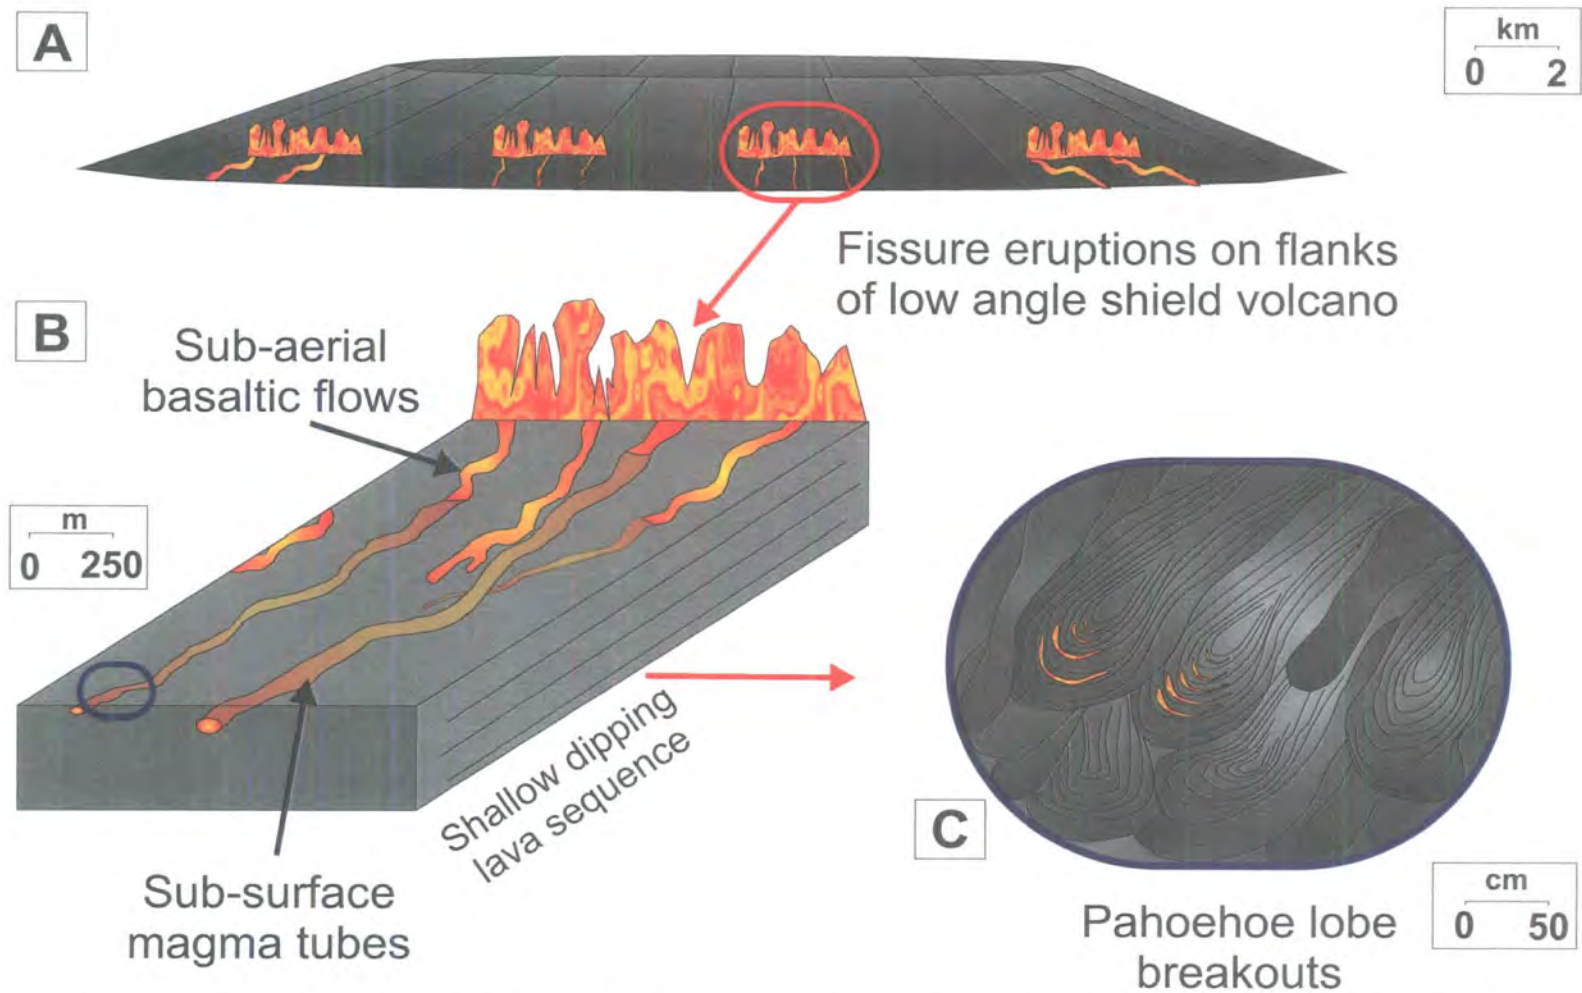 A
km
0 2
Fissure eruptions on flanks
of low angle shield volcano
B
Sub-aerial
basaltic flows
m
0 250
Shallow dipping
lava sequence
Sub-surface
magma tubes
C
cm
0 50
Pahoehoe lobe
breakouts